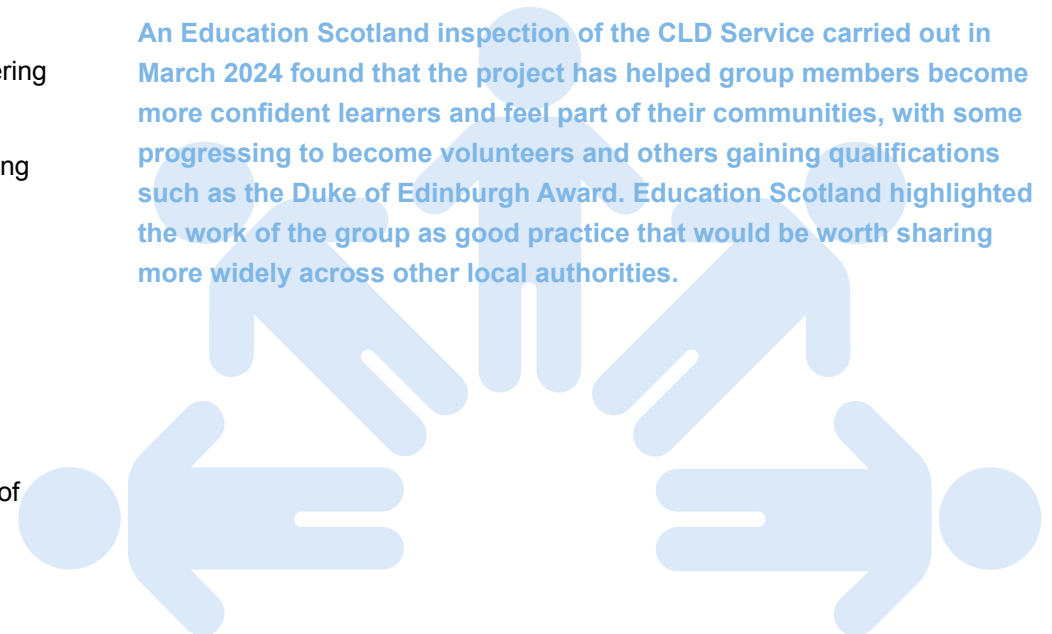 ering
ing
of
An Education Scotland inspection of the CLD Service carried out in
March 2024 found that the project has helped group members become
more confident learners and feel part of their communities, with some
progressing to become volunteers and others gaining qualifications
such as the Duke of Edinburgh Award. Education Scotland highlighted
the work of the group as good practice that would be worth sharing
more widely across other local authorities.